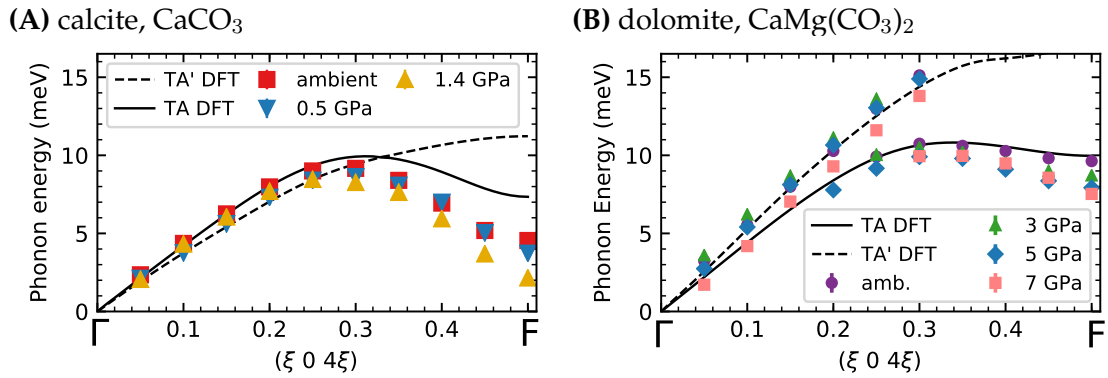 (A) calcite, CaCO₃
Phonon energy (meV)
15
10
5
0
TA' DFT
TA DFT
ambient
0.5 GPa
1.4 GPa
Γ
0.1
0.2
0.3
0.4
F
(ξ 0 4ξ)
(B) dolomite, CaMg(CO₃)₂
Phonon Energy (meV)
15
10
5
0
TA DFT
TA' DFT
amb.
3 GPa
5 GPa
7 GPa
Γ
0.1
0.2
0.3
0.4
F
(ξ 0 4ξ)